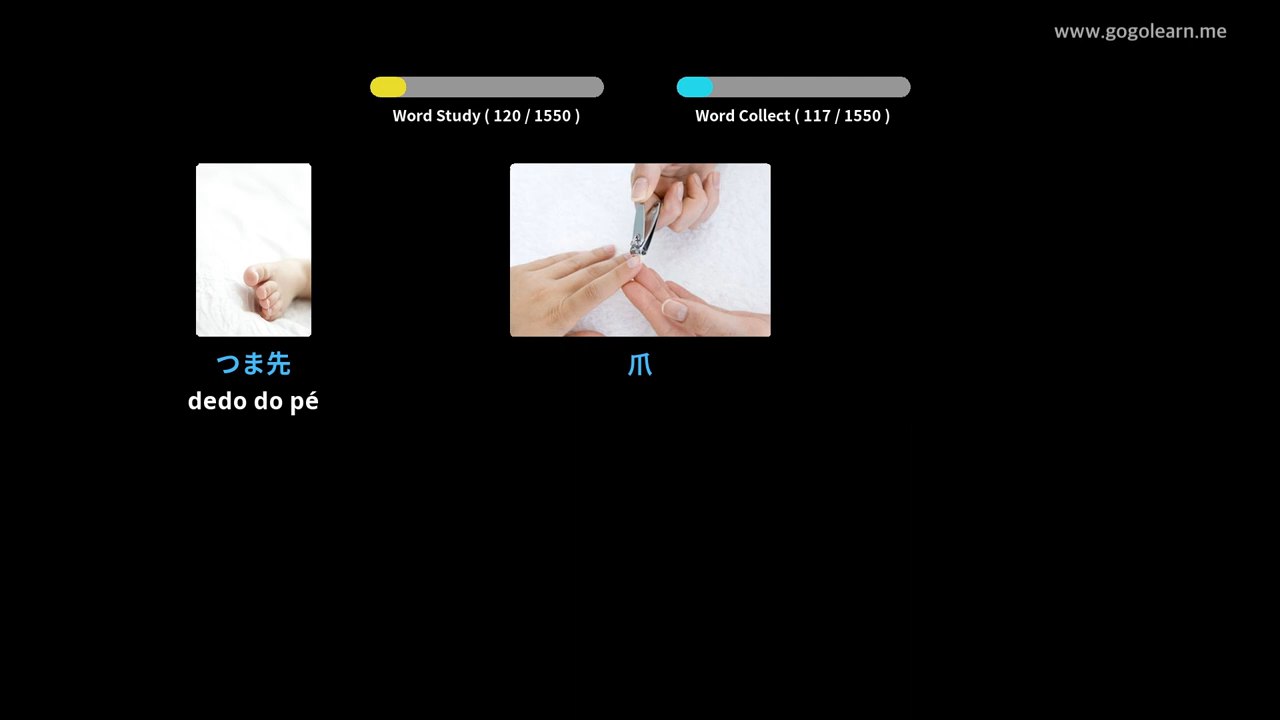 www.gogolearn.me
Word Study ( 120 / 1550 )
Word Collect ( 117 / 1550 )
つま先
dedo do pé
爪